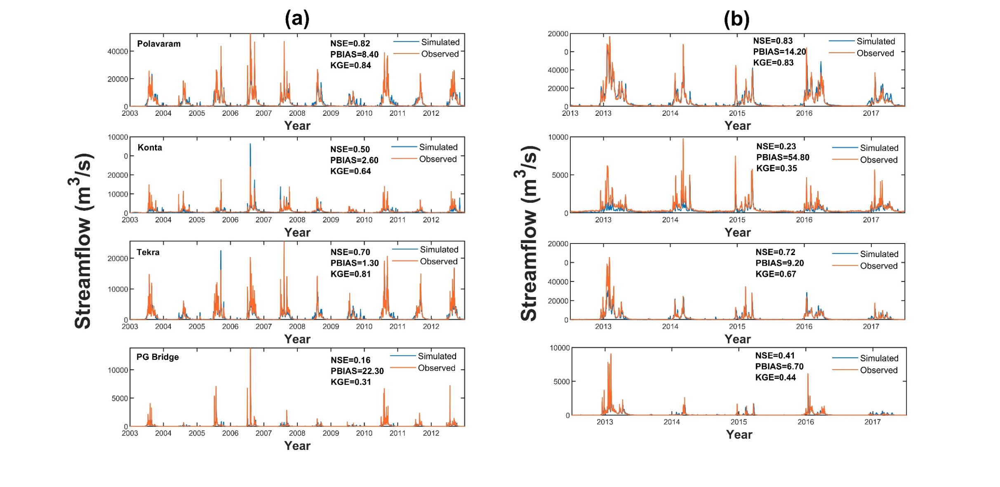 (a)
(b)
Streamflow (m³/s)
Polavaram
NSE=0.82
PBIAS=8.40
KGE=0.84
Simulated
Observed
40000
20000
0
2003 2004 2005 2006 2007 2008 2009 2010 2011 2012
Year
Konta
NSE=0.50
PBIAS=2.60
KGE=0.64
Simulated
Observed
10000
0
20000
10000
0
2003 2004 2005 2006 2007 2008 2009 2010 2011 2012
Year
Tekra
NSE=0.70
PBIAS=1.30
KGE=0.81
Simulated
Observed
20000
10000
0
2003 2004 2005 2006 2007 2008 2009 2010 2011 2012
Year
PG Bridge
NSE=0.16
PBIAS=22.30
KGE=0.31
Simulated
Observed
10000
5000
0
2003 2004 2005 2006 2007 2008 2009 2010 2011 2012
Year
Streamflow (m³/s)
NSE=0.83
PBIAS=14.20
KGE=0.83
Simulated
Observed
20000
0
40000
20000
0
2013 2013 2014 2015 2016 2017
Year
NSE=0.23
PBIAS=54.80
KGE=0.35
Simulated
Observed
10000
5000
0
2013 2014 2015 2016 2017
Year
NSE=0.72
PBIAS=9.20
KGE=0.67
Simulated
Observed
20000
0
40000
20000
0
2013 2014 2015 2016 2017
Year
NSE=0.41
PBIAS=6.70
KGE=0.44
Simulated
Observed
10000
5000
0
2013 2014 2015 2016 2017
Year